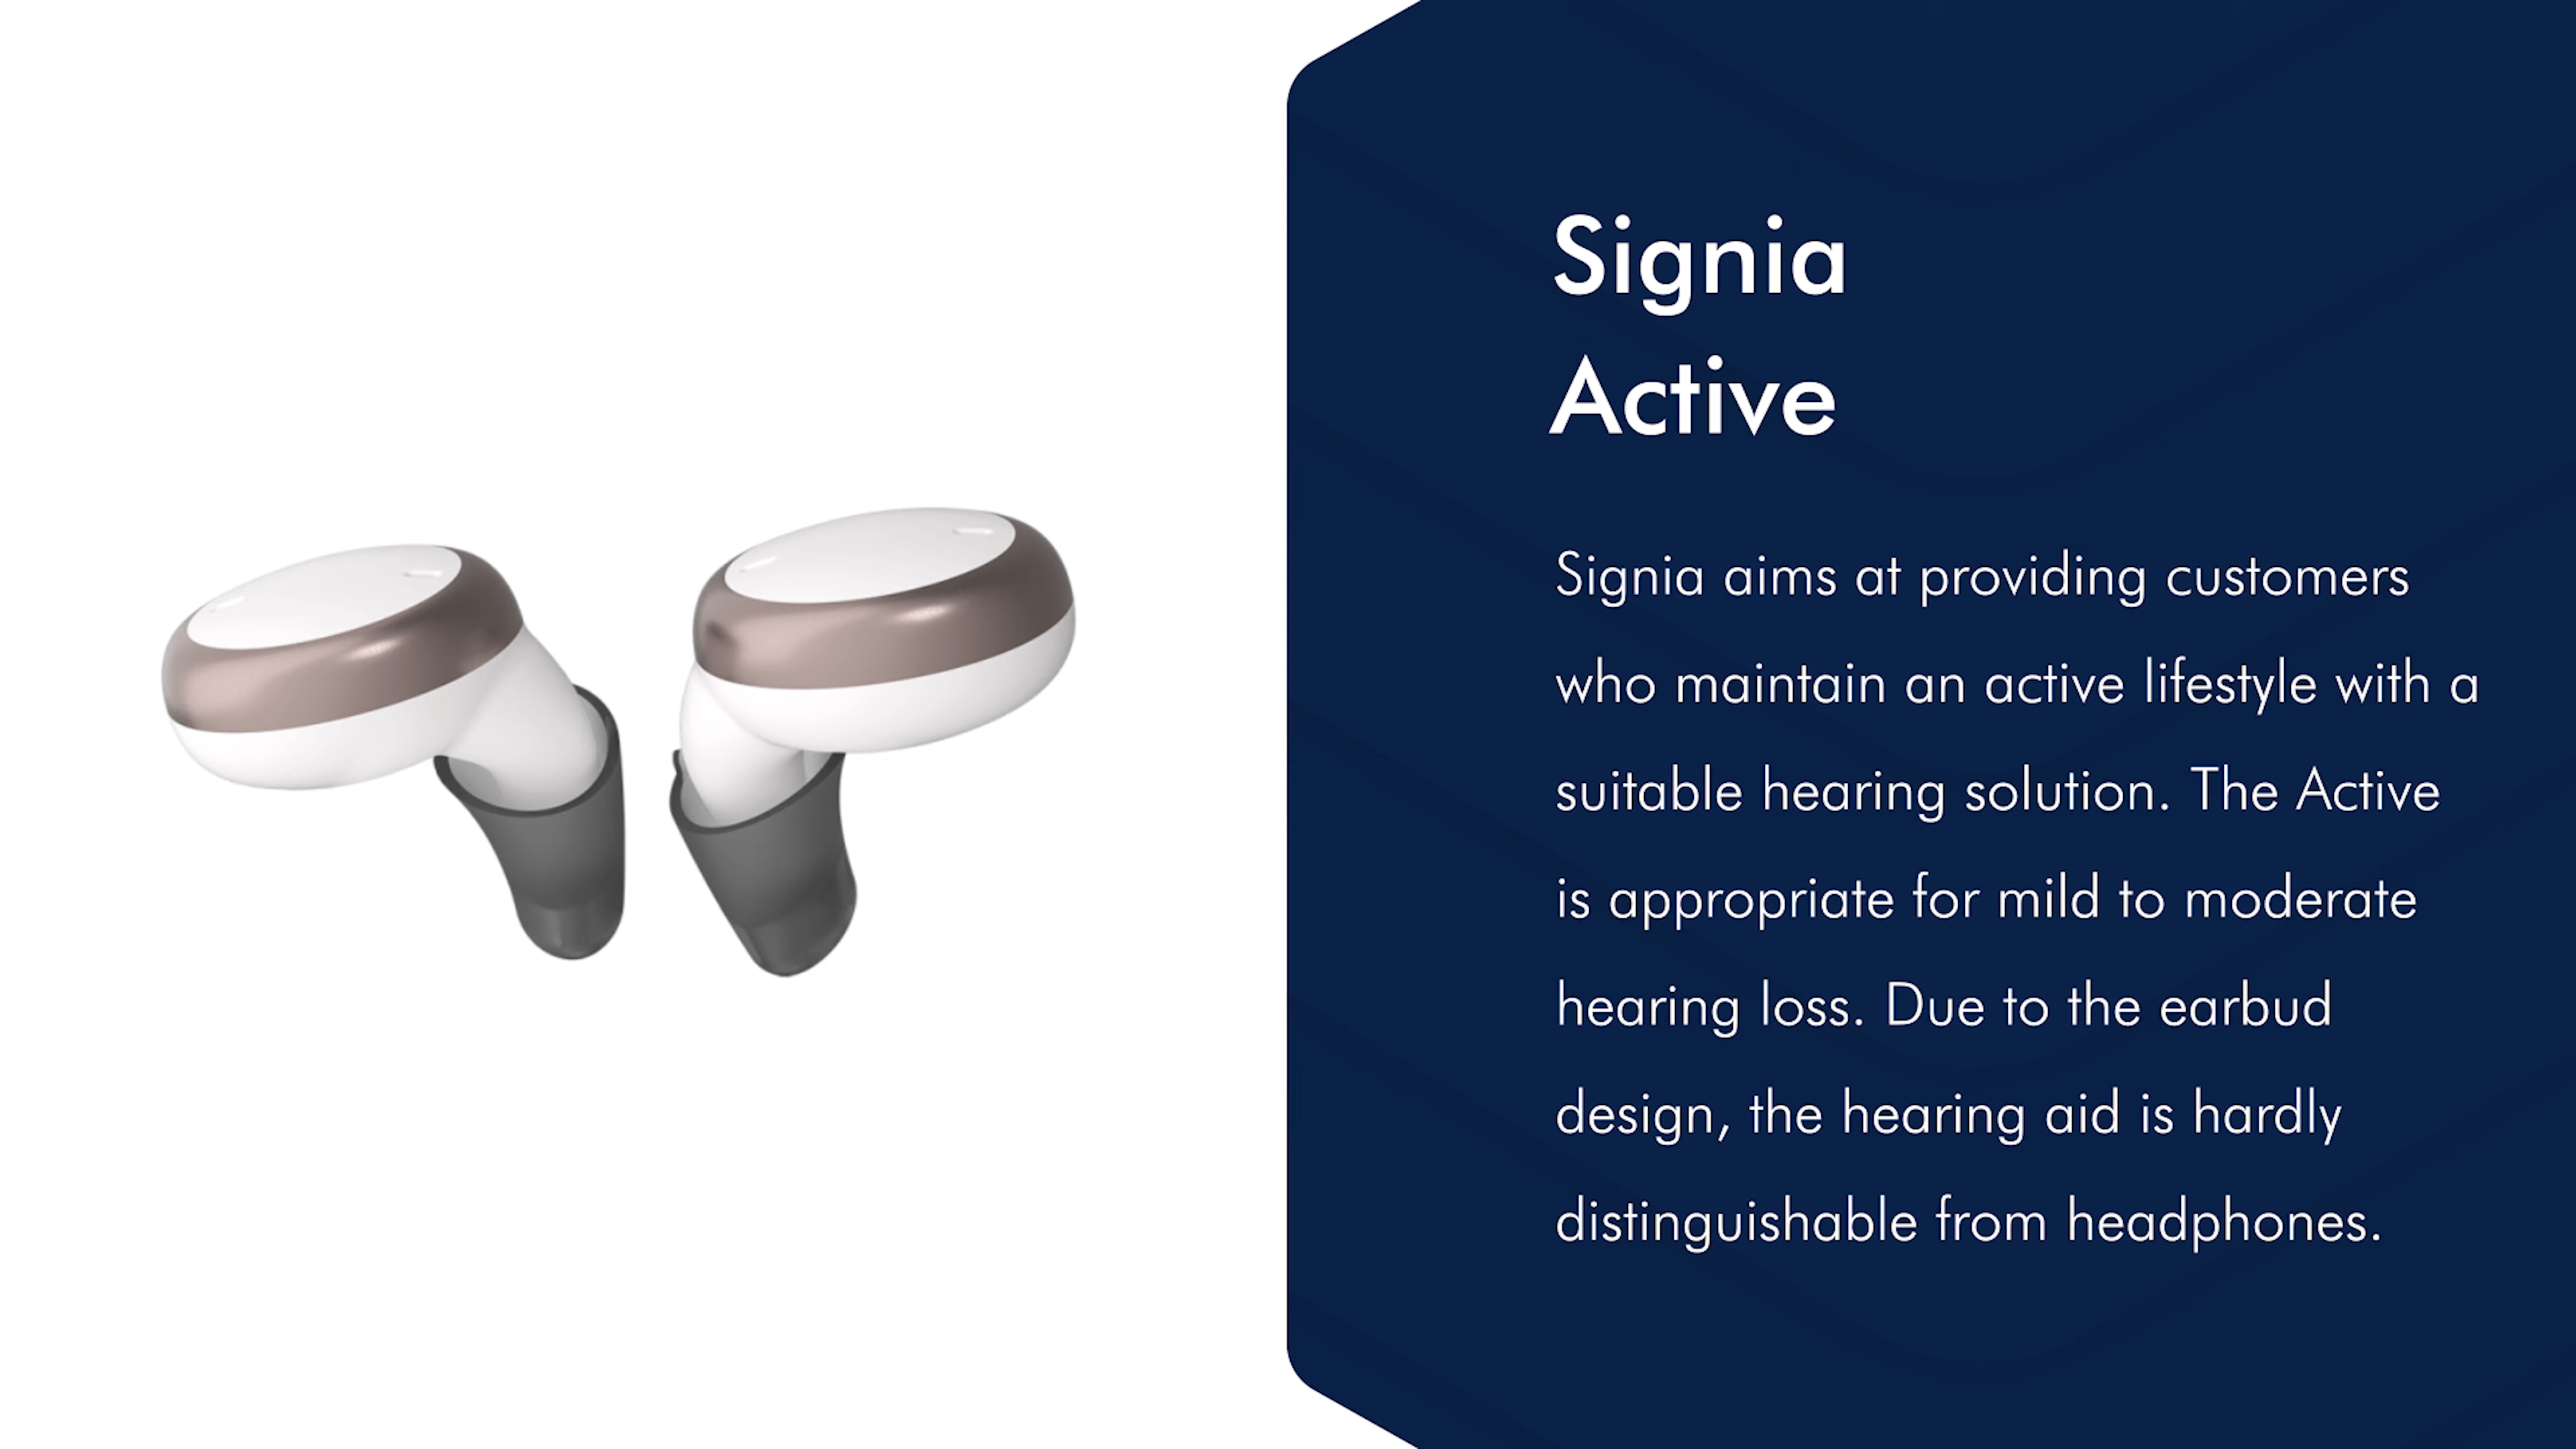 Signia
Active
Signia aims at providing customers
who maintain an active lifestyle with a
suitable hearing solution. The Active
is appropriate for mild to moderate
hearing loss. Due to the earbud
design, the hearing aid is hardly
distinguishable from headphones.